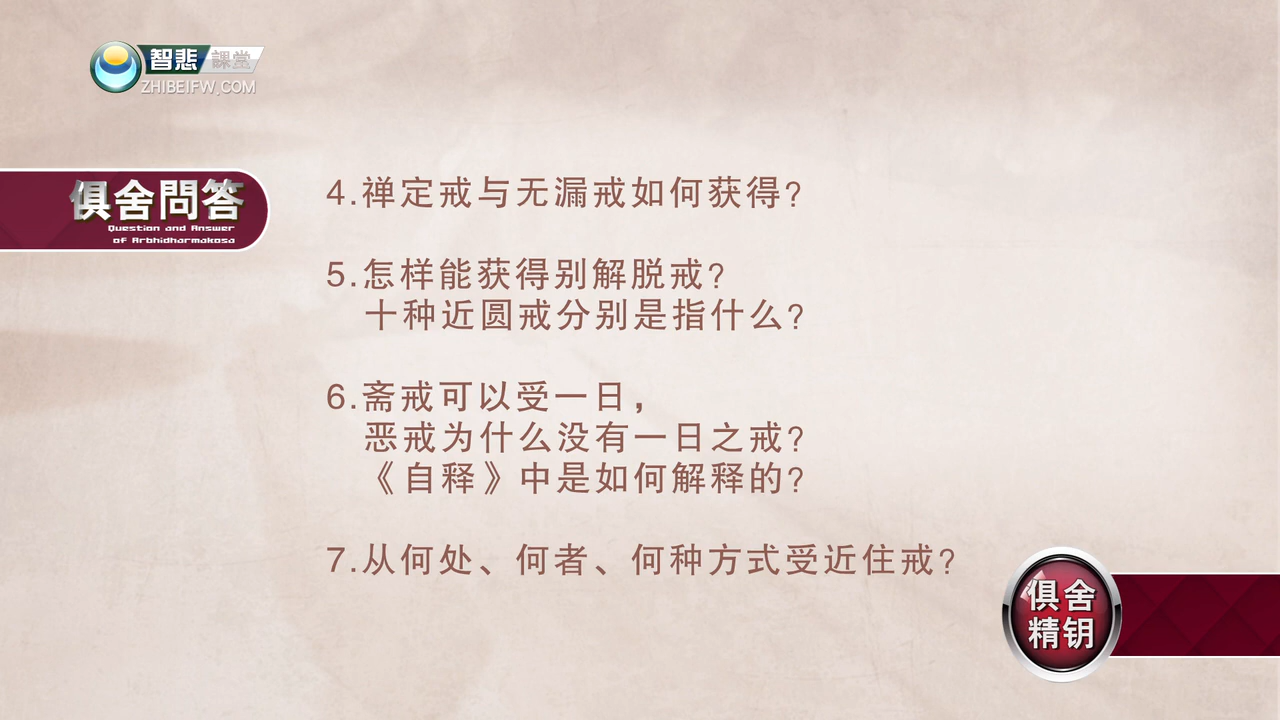 智悲課堂
ZHIBEIFW.COM
俱舍問答
Question and Answer
of Arbhidharmakosa
4.禅定戒与无漏戒如何获得?
5.怎样能获得别解脱戒?
十种近圆戒分别是指什么?
6.斋戒可以受一日，
恶戒为什么没有一日之戒?
《自释》中是如何解释的?
7.从何处、何者、何种方式受近住戒?
俱舍
精钥